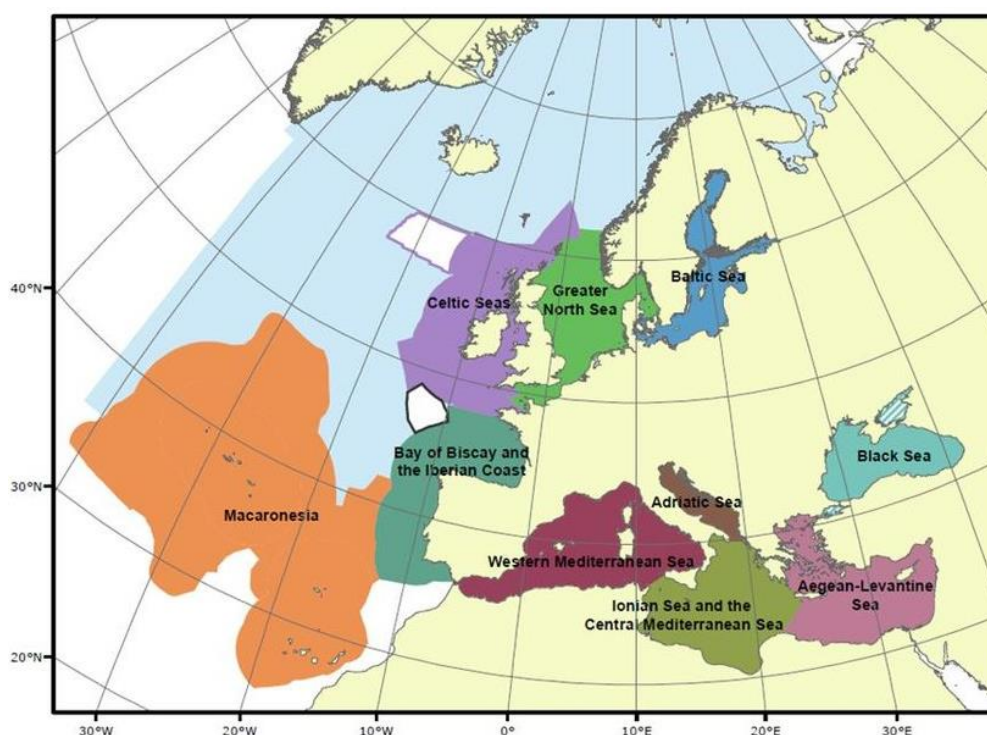 Celtic Seas
Greater
North Sea
Baltic Sea
40°N
Bay of Biscay and
the Iberian Coast
Black Sea
30°N
Macaronesia
Adriatic Sea
Western Mediterranean Sea
Aegean-Levantine
Sea
Ionian Sea and the
Central Mediterranean Sea
20°N
30°W
20°W
10°W
0°
10°E
20°E
30°E